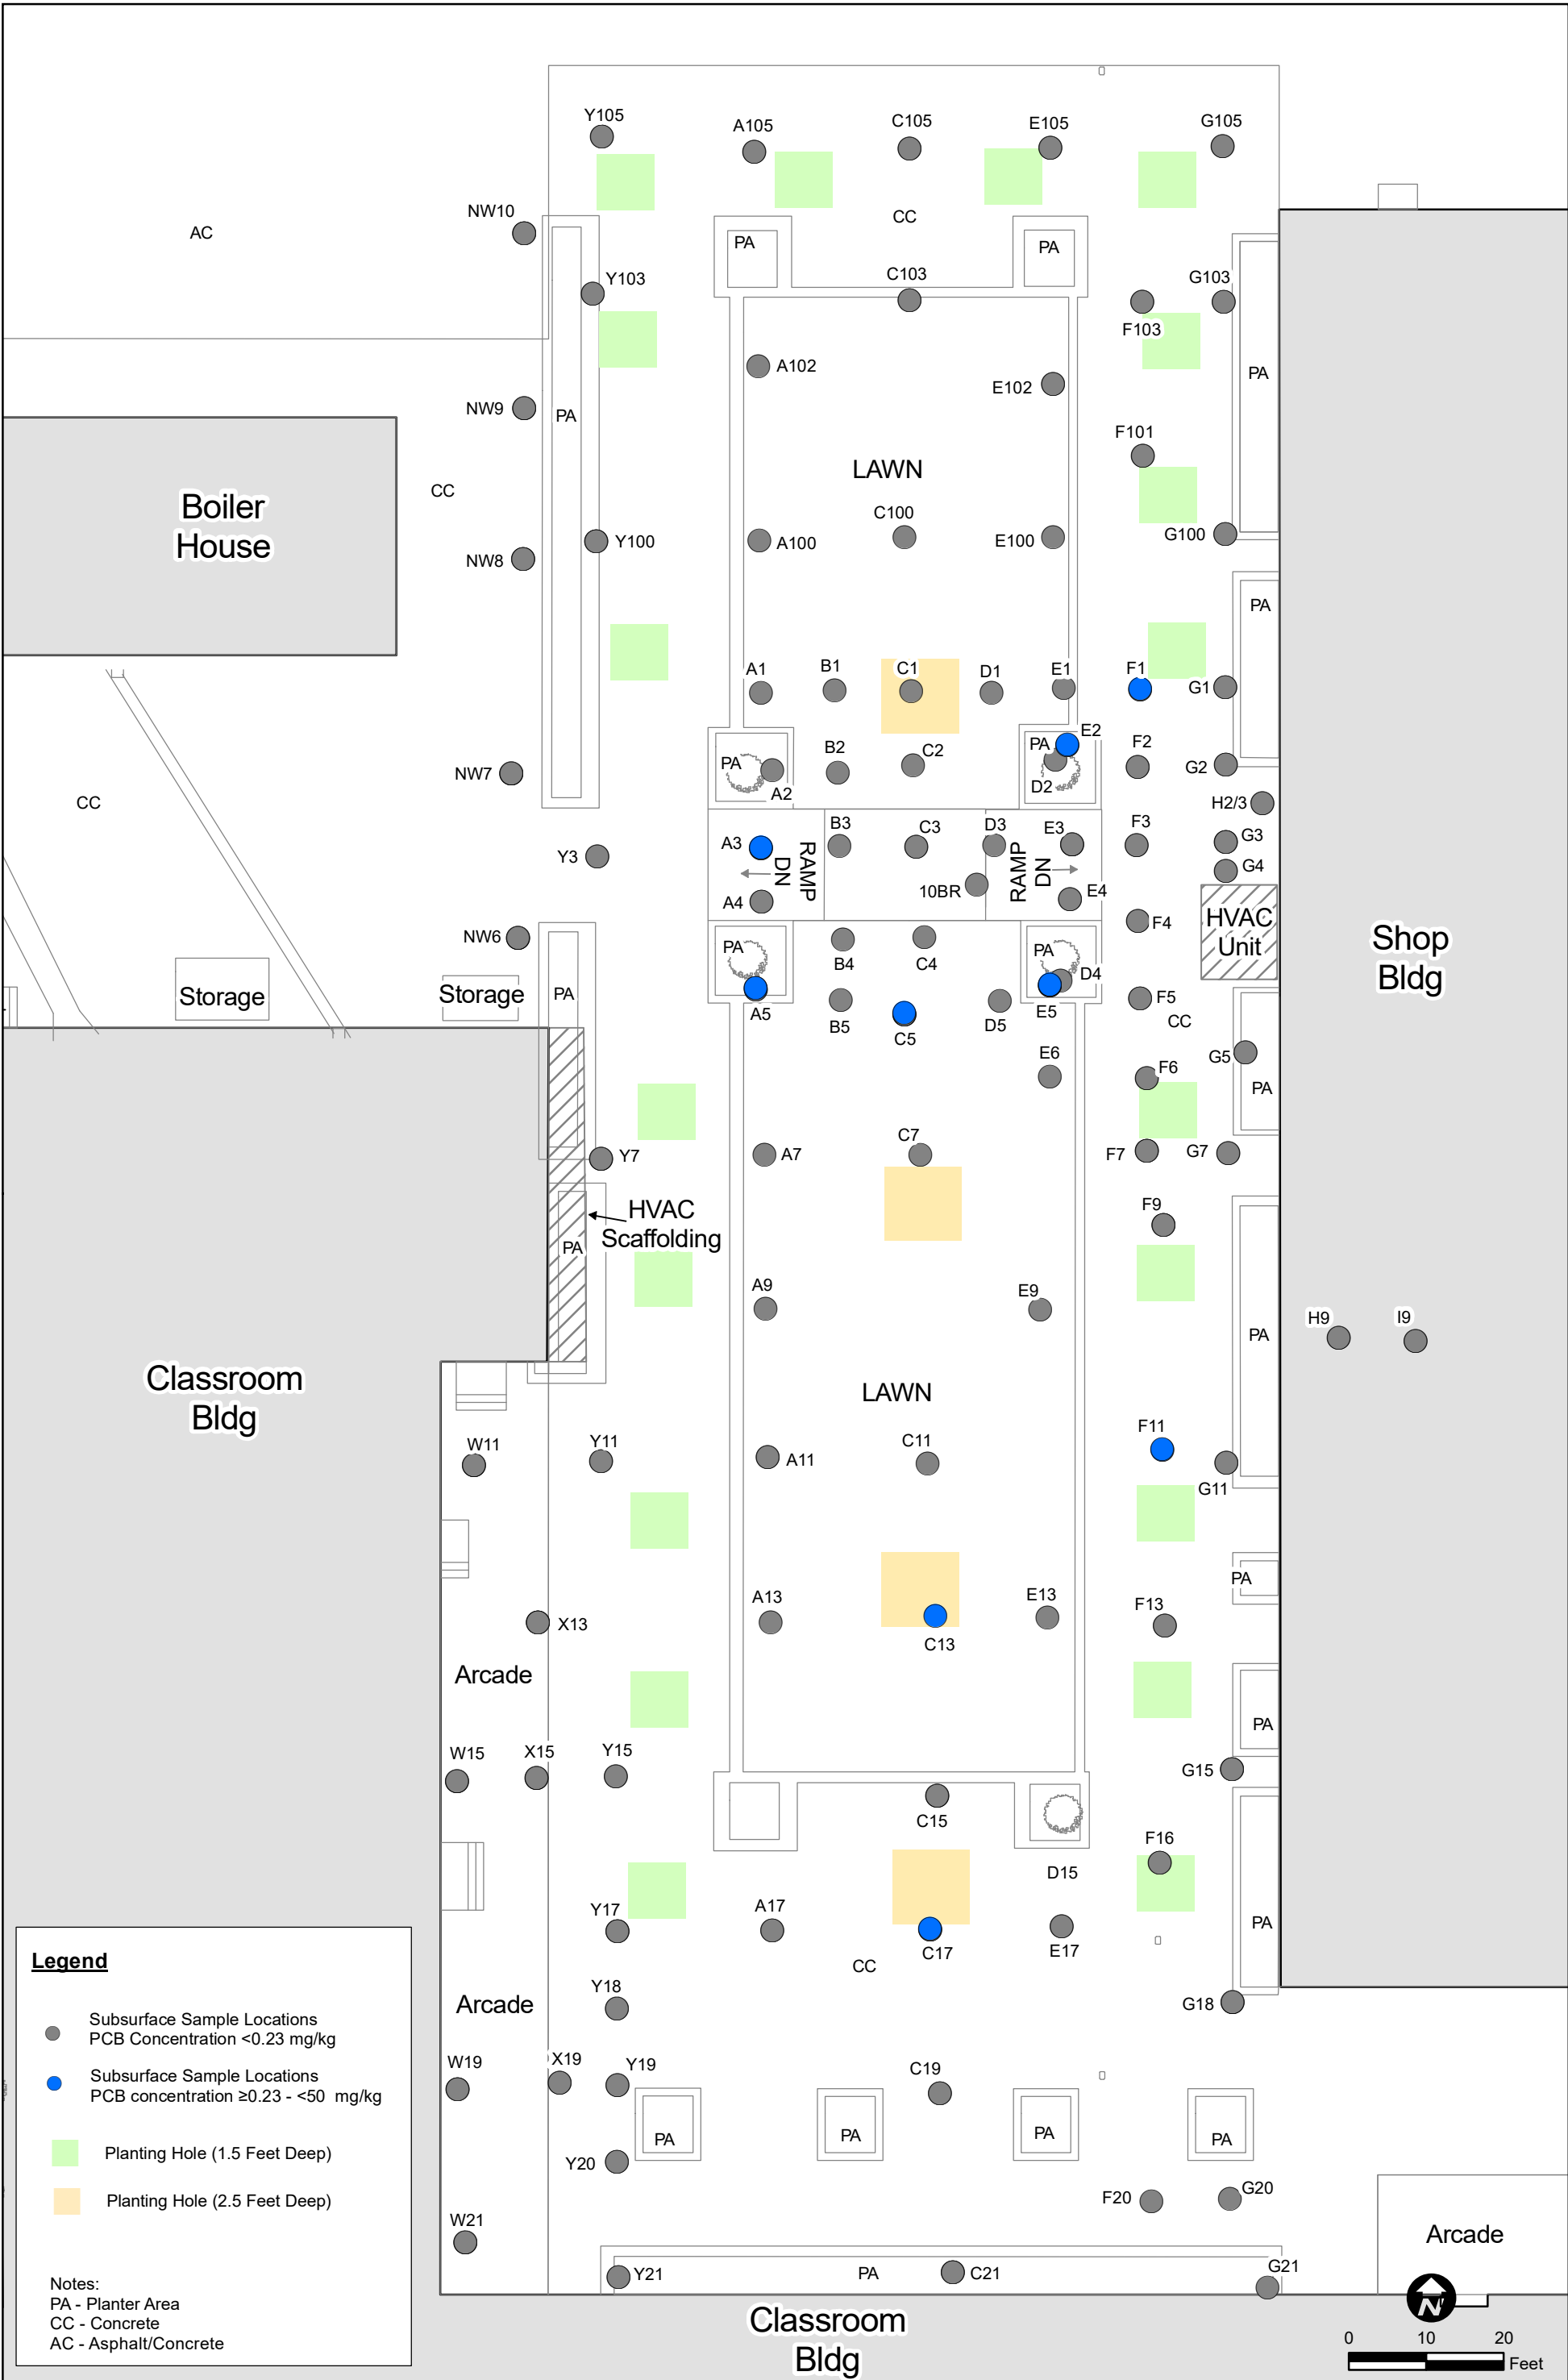 Y105
A105
C105
E105
G105
NW10
AC
CC
PA
PA
Y103
C103
G103
F103
A102
E102
PA
NW9
PA
F101
LAWN
CC
Boiler
House
C100
Y100
A100
E100
G100
NW8
PA
A1
B1
C1
D1
E1
F1
G1
E2
PA
PA
B2
C2
F2
G2
NW7
D2
A2
CC
H2/3
A3
B3
C3
D3
E3
F3
G3
Y3
RAMP
DN
RAMP
DN
G4
10BR
E4
A4
F4
HVAC
Unit
NW6
PA
B4
C4
PA
D4
Shop
Bldg
Storage
Storage
PA
A5
B5
C5
D5
E5
F5
CC
E6
F6
G5
PA
Y7
A7
C7
F7
G7
HVAC
Scaffolding
F9
PA
A9
E9
H9
I9
PA
Classroom
Bldg
LAWN
W11
Y11
A11
C11
F11
G11
PA
A13
E13
F13
X13
C13
Arcade
PA
W15
X15
Y15
G15
C15
F16
D15
Y17
A17
C17
E17
PA
CC
Y18
Arcade
G18
W19
X19
Y19
C19
PA
PA
PA
PA
Y20
F20
G20
W21
Arcade
Y21
PA
C21
G21
Classroom
Bldg
Legend
Subsurface Sample Locations
PCB Concentration <0.23 mg/kg
Subsurface Sample Locations
PCB concentration ≥0.23 - <50 mg/kg
Planting Hole (1.5 Feet Deep)
Planting Hole (2.5 Feet Deep)
Notes:
PA - Planter Area
CC - Concrete
AC - Asphalt/Concrete
N
0 10 20
Feet